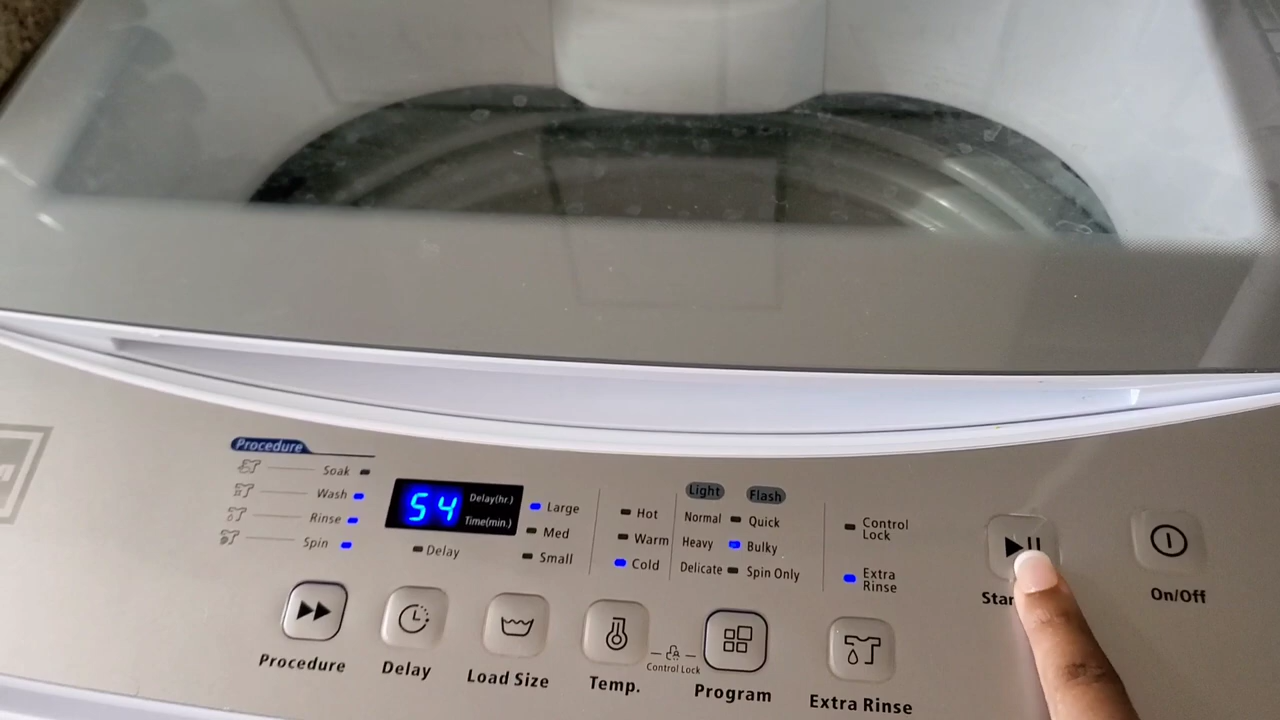 Procedure
Soak
Wash
Rinse
Spin
54
Delay(hr.)
Time(min.)
Delay
Large
Med
Small
Hot
Warm
Cold
Light Flash
Normal Quick
Heavy Bulky
Delicate Spin Only
Control
Lock
Extra
Rinse
Procedure
Delay
Load Size
Temp.
Control Lock
Program
Extra Rinse
Star
On/Off